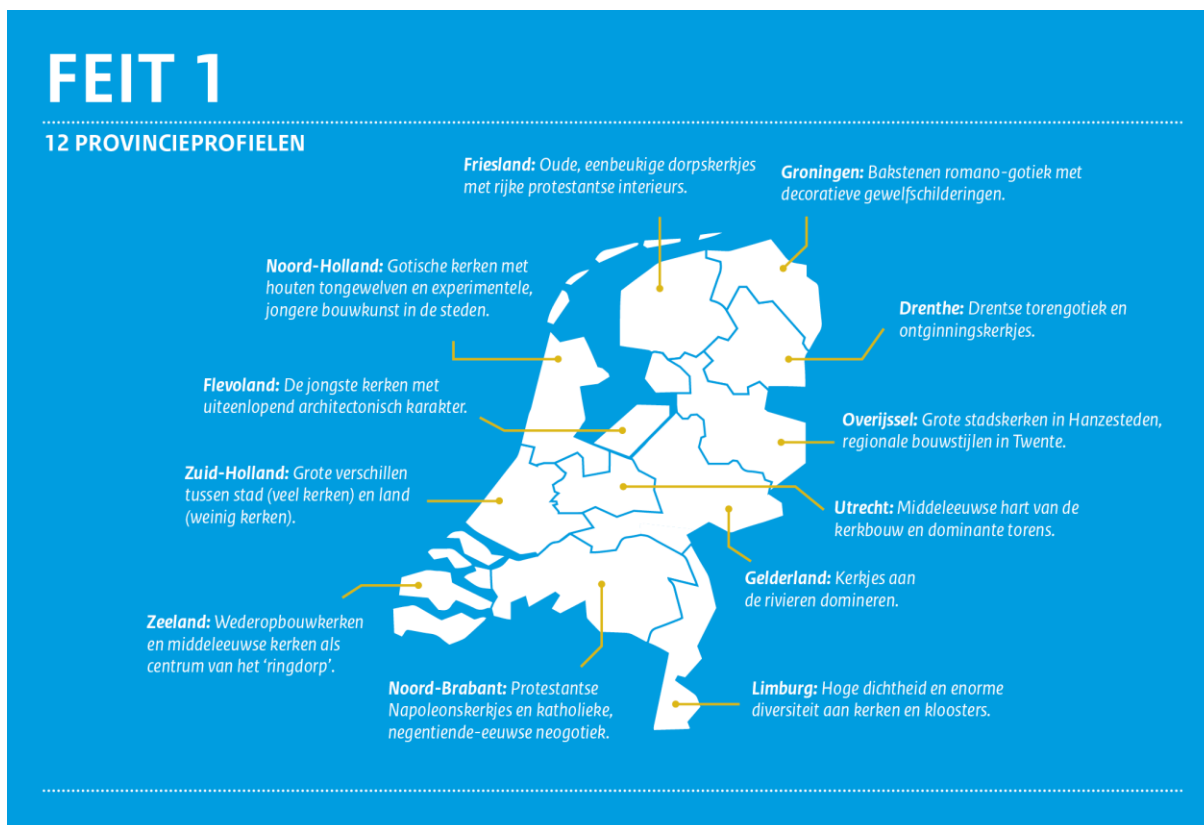 FEIT 1
12 PROVINCIEPROFIELEN
Friesland: Oude, eenbeukige dorpskerkjes
met rijke protestantse interieurs.
Groningen: Bakstenen romano-gotiek met
decoratieve gewelfschilderingen.
Noord-Holland: Gotische kerken met
houten tongewelven en experimentele,
jongere bouwkunst in de steden.
Drenthe: Drentse torengotiek en
ontginningskerkjes.
Flevoland: De jongste kerken met
uiteenlopend architectonisch karakter.
Overijssel: Grote stadskerken in Hanzesteden,
regionale bouwstijlen in Twente.
Zuid-Holland: Grote verschillen
tussen stad (veel kerken) en land
(weinig kerken).
Utrecht: Middeleeuwse hart van de
kerkbouw en dominante torens.
Gelderland: Kerkjes aan
de rivieren domineren.
Zeeland: Wederopbouwkerken
en middeleeuwse kerken als
centrum van het ‘ringdorp’.
Noord-Brabant: Protestantse
Napoleonskerkjes en katholieke,
negentiende-eeuwse neogotiek.
Limburg: Hoge dichtheid en enorme
diversiteit aan kerken en kloosters.